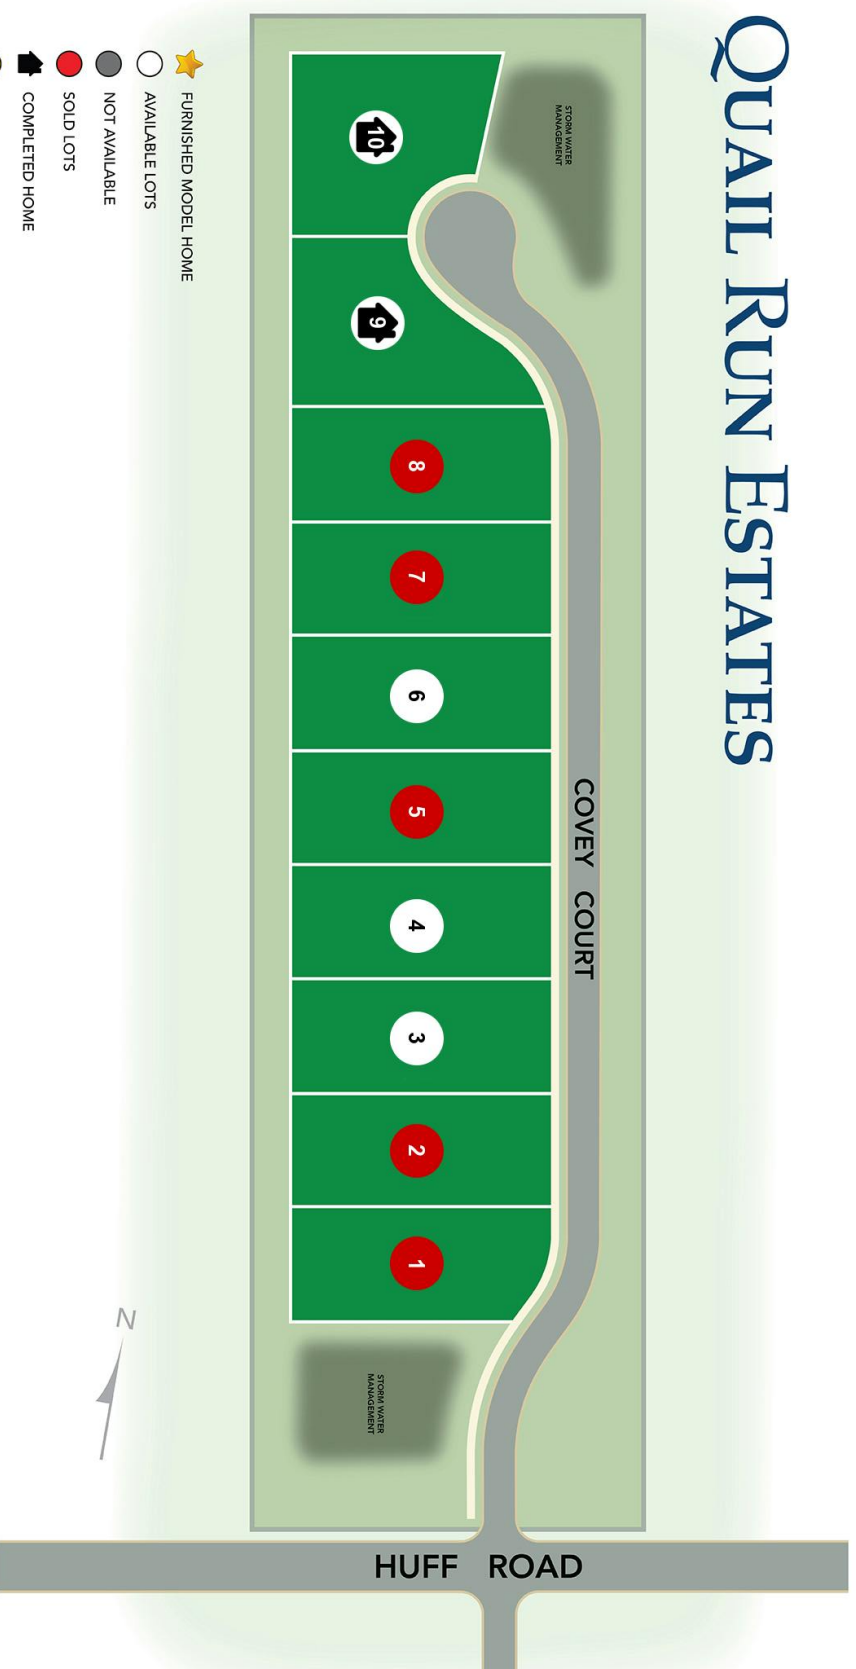 QUAIL RUN ESTATES
FURNISHED MODEL HOME
AVAILABLE LOTS
NOT AVAILABLE
SOLD LOTS
COMPLETED HOME
STORM WATER
MANAGEMENT
10
9
8
7
6
5
4
3
2
1
COVEY COURT
STORM WATER
MANAGEMENT
N
HUFF ROAD